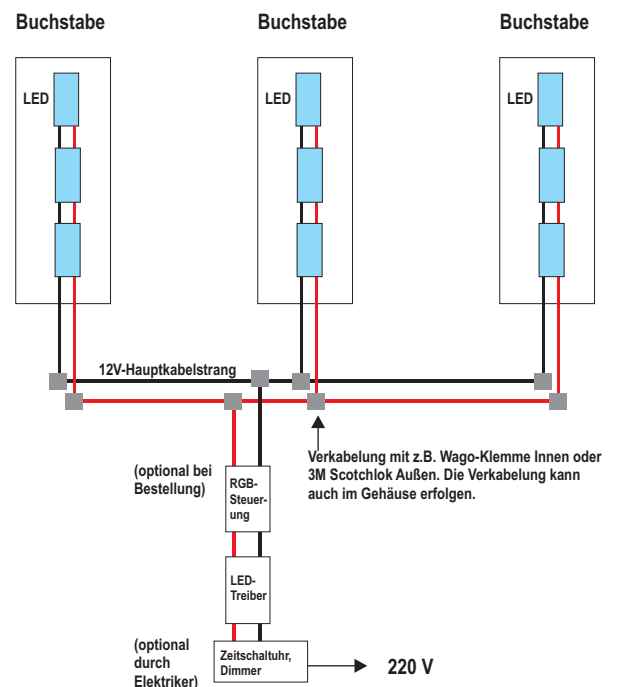 Buchstabe
Buchstabe
Buchstabe
LED
LED
LED
12V-Hauptkabelstrang
Verkabelung mit z.B. Wago-Klemme Innen oder
3M Scotchlok Außen. Die Verkabelung kann
auch im Gehäuse erfolgen.
(optional bei
Bestellung)
RGB-
Steuer-
ung
LED-
Treiber
(optional
durch
Elektriker)
Zeitschaltuhr,
Dimmer
220 V